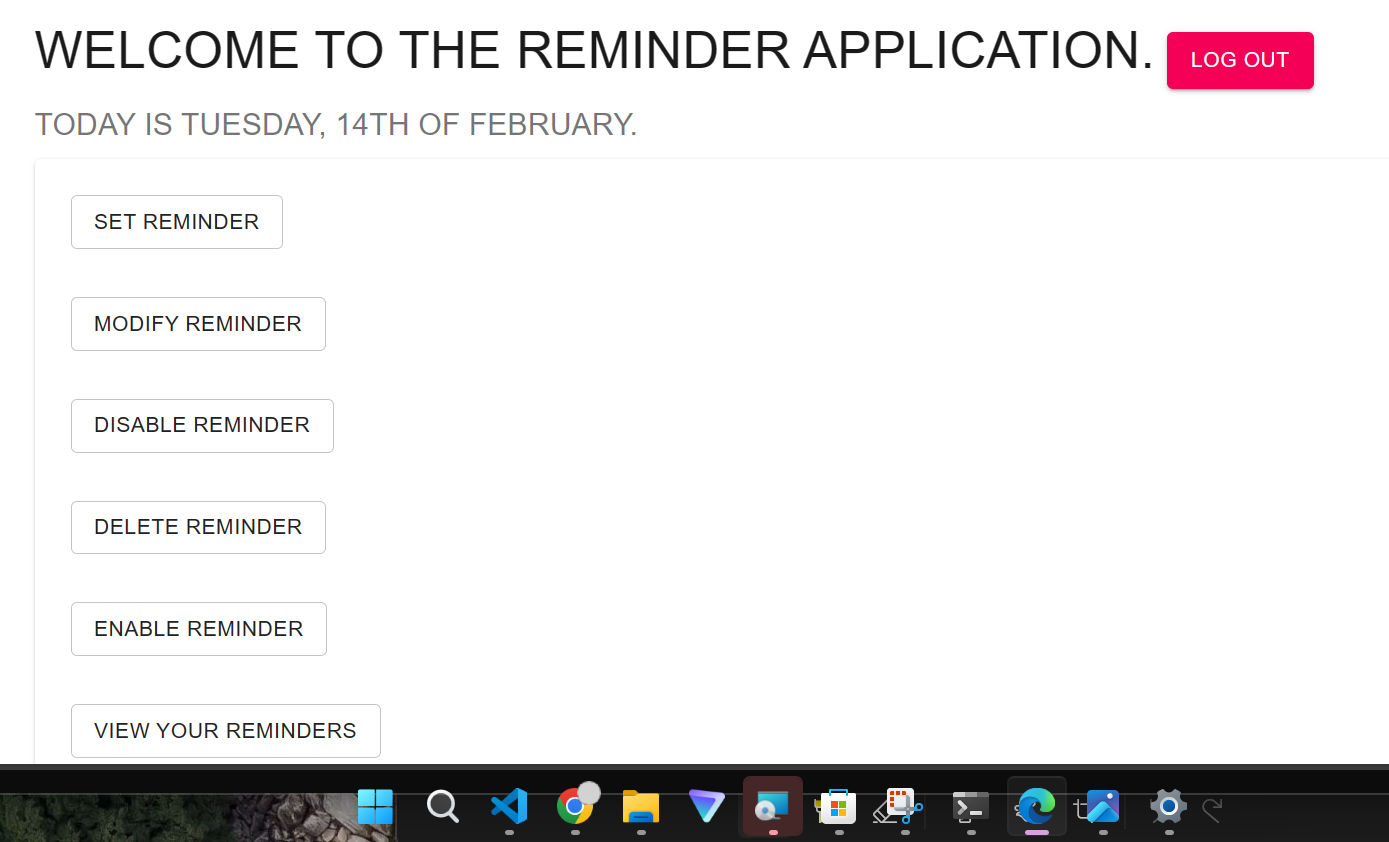 WELCOME TO THE REMINDER APPLICATION. LOG OUT
TODAY IS TUESDAY, 14TH OF FEBRUARY.
SET REMINDER
MODIFY REMINDER
DISABLE REMINDER
DELETE REMINDER
ENABLE REMINDER
VIEW YOUR REMINDERS